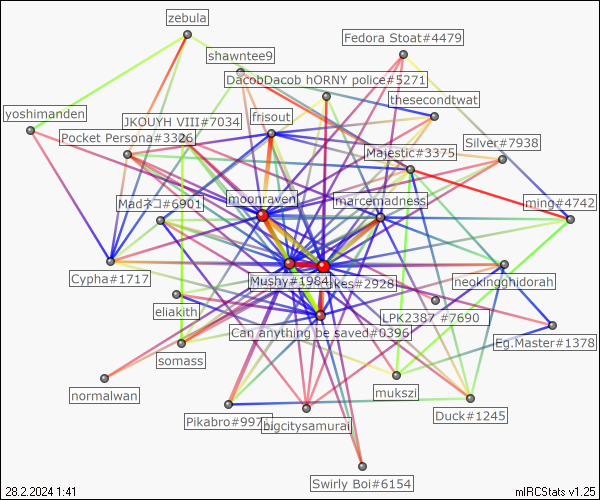 zebula
Fedora Stoat#4479
shawntee9
DacobDacob hORNY police#5271
thesecondtwat
yoshimanden
JKOUYH VIII#7034
frisout
Pocket Persona#3326
Silver#7938
Majestic#3375
moonraven
marcemadness
Madネコ#6901
ming#4742
Cypha#1717
Mushy#1984
kes#2928
neokingghidorah
eliakith
LPK2387 #7690
Can anything be saved#0396
Eg.Master#1378
somass
normalwan
mukszi
Pikabro#997
bigcitysamurai
Duck#1245
Swirly Boi#6154
28.2.2024 1:41
mIRCStats v1.25